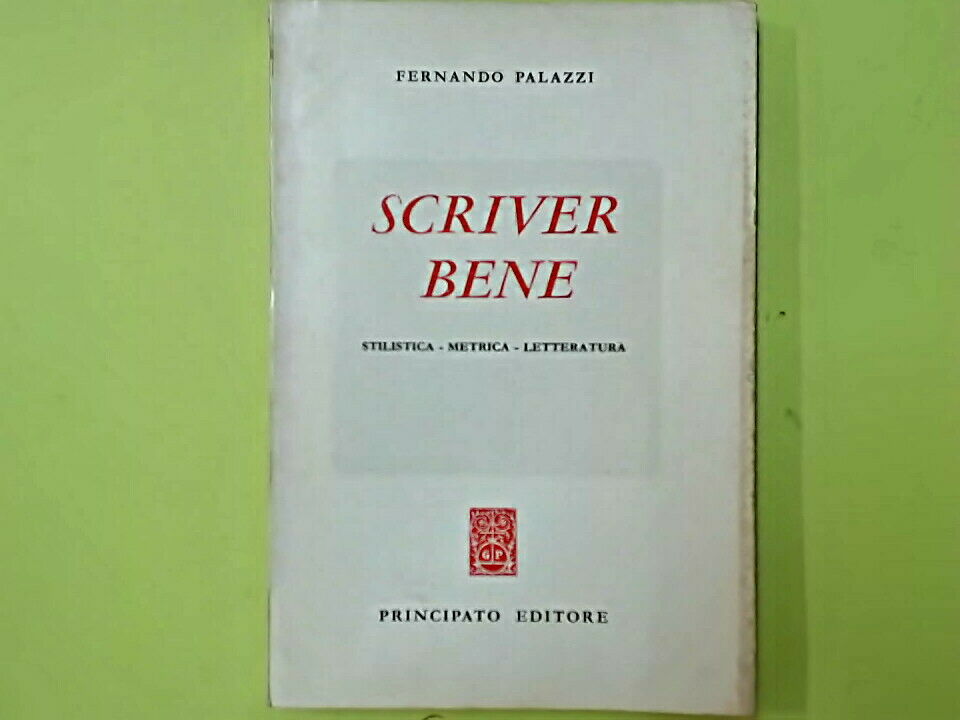 FERNANDO PALAZZI
SCRIVER
BENE
STILISTICA - METRICA - LETTERATURA
G P
PRINCIPATO EDITORE